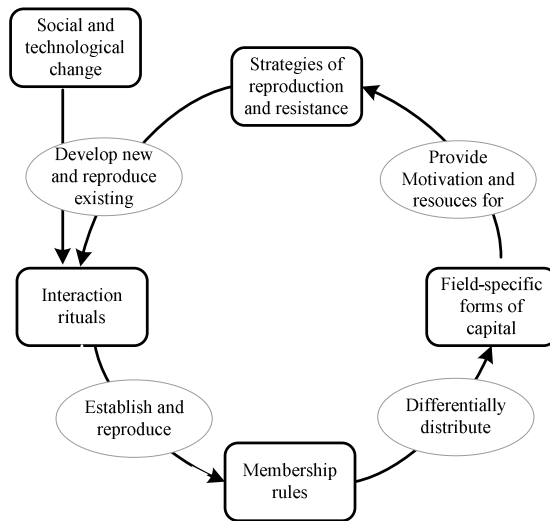 Social and
technological
change
Strategies of
reproduction
and resistance
Develop new
and reproduce
existing
Provide
Motivation and
resouces for
Interaction
rituals
Field-specific
forms of
capital
Establish and
reproduce
Differentially
distribute
Membership
rules